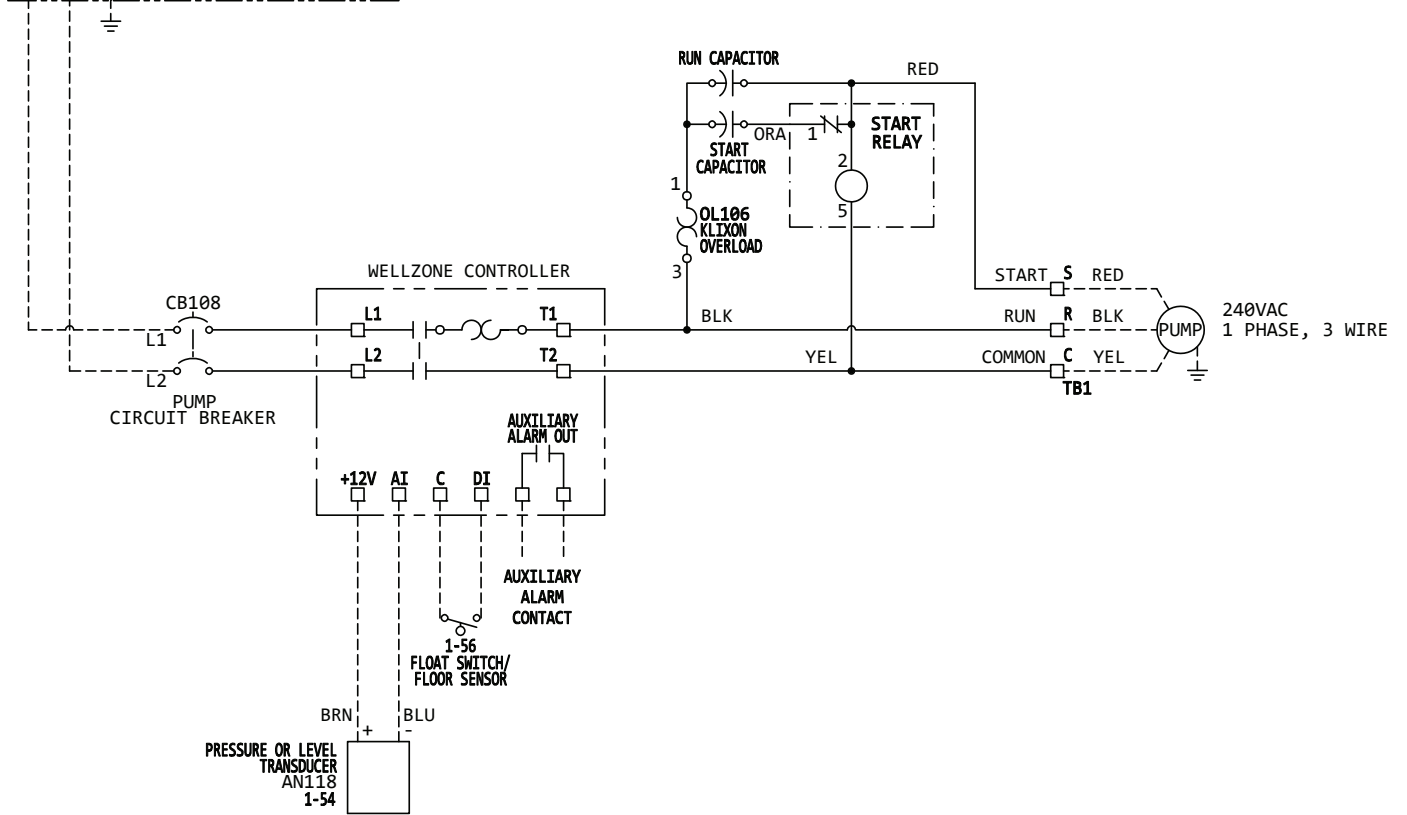 RUN CAPACITOR
RED
ORA
1
START
RELAY
START
CAPACITOR
2
1
5
OL106
KLIXON
OVERLOAD
3
WELLZONE CONTROLLER
START S RED
CB108
L1
T1
BLK
RUN R BLK
PUMP
240VAC
1 PHASE, 3 WIRE
L1
L2
T2
YEL
COMMON C YEL
TB1
L2
PUMP
CIRCUIT BREAKER
AUXILIARY
ALARM OUT
+12V AI C DI
AUXILIARY
ALARM
CONTACT
1-56
FLOAT SWITCH/
FLOOR SENSOR
BRN
BLU
+
-
PRESSURE OR LEVEL
TRANSDUCER
AN118
1-54